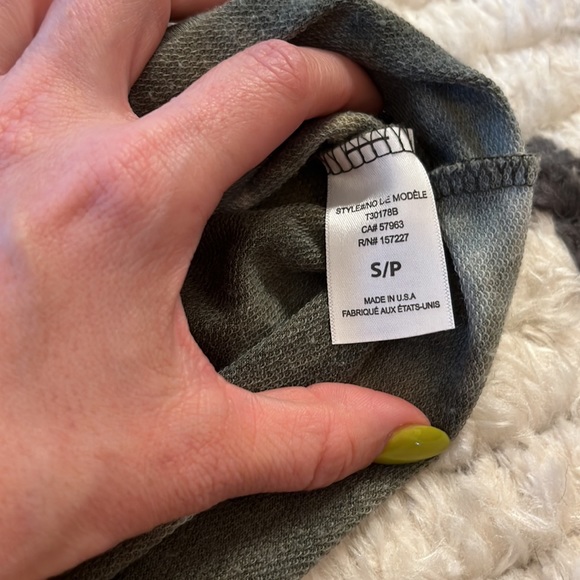 STYLE#/NO DE MODÈLE
T30178B
CA# 57963
R/N# 157227
S/P
MADE IN U.S.A
FABRIQUÉ AUX ÉTATS-UNIS